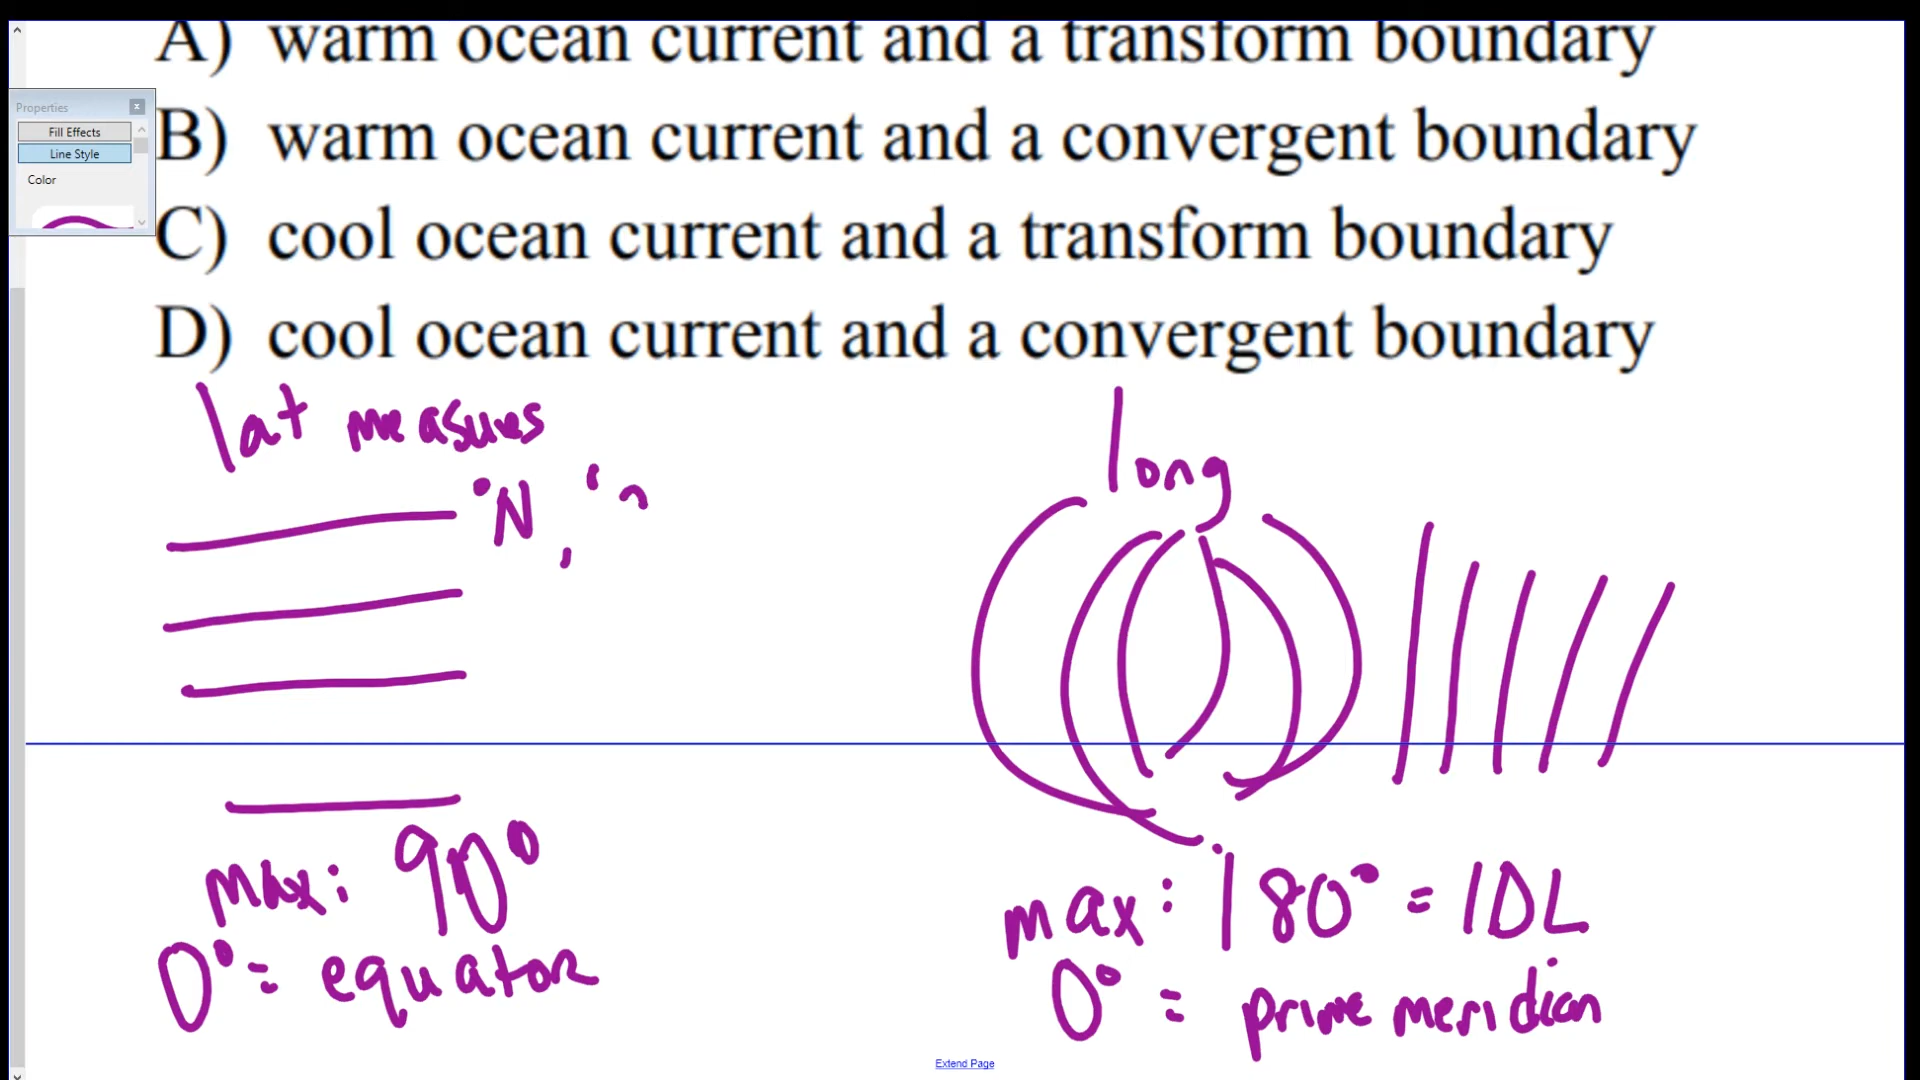 A) warm ocean current and a transform boundary
Properties
Fill Effects
Line Style
Color
B) warm ocean current and a convergent boundary
C) cool ocean current and a transform boundary
D) cool ocean current and a convergent boundary
lat measures
°N
long
max: 90°
0° = equator
max: 180° = IDL
0° = prime meridian
Extend Page